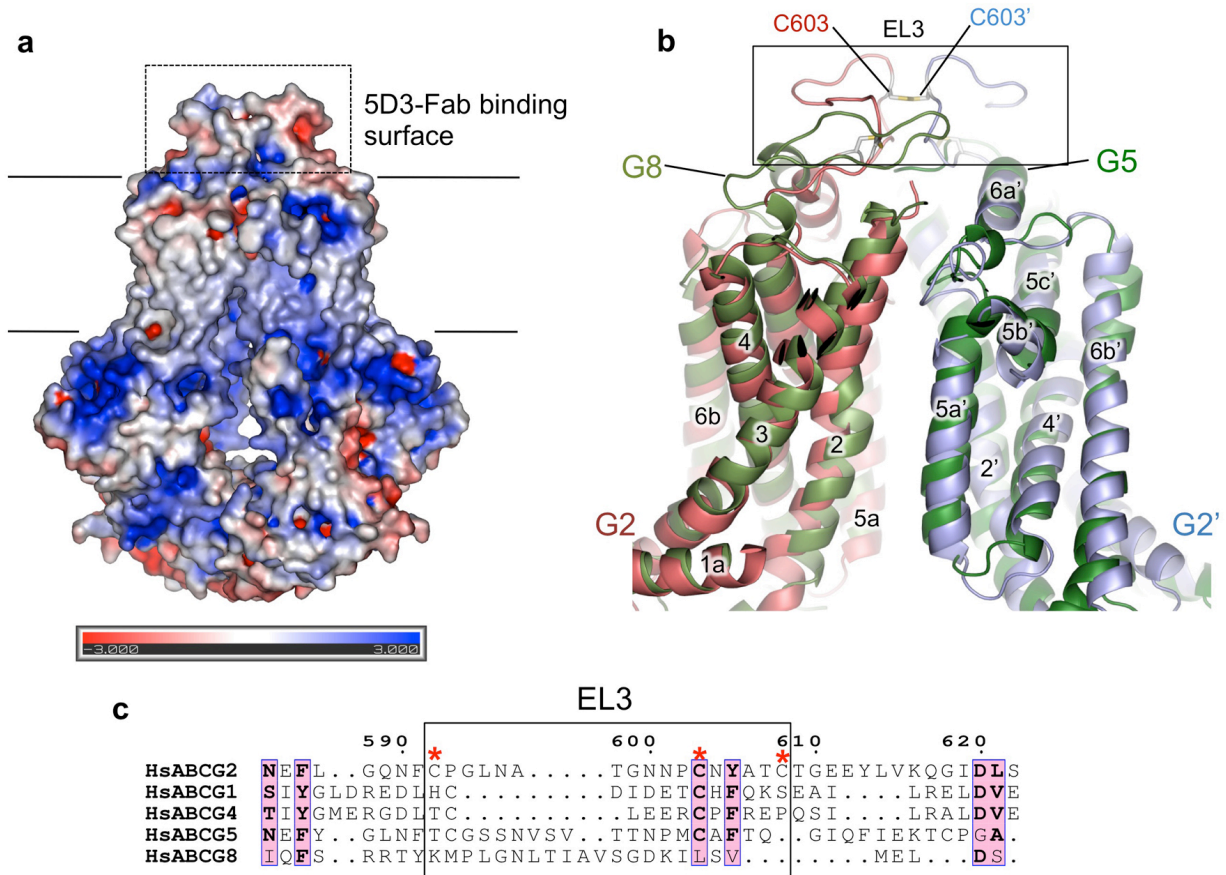 a
5D3-Fab binding
surface
-3.000 3.000
b
C603 C603’
EL3
G8 G5
6a’
5c’
4 5b’
6b’
6b 5a’
3 2 4’
2’
5a
G2 G2’
1a
c
EL3
590 600 610 620
* * *
HsABCG2 NEFL..GQNFCPGLNA.....TGNNPCNYATCTGEEYLVKQGIDLS
HsABCG1 SIYGLDREDLHC.........DIDETCHFQKSEAI....LRELDVE
HsABCG4 TIYGMERGDLTC.........LEERCPFREPQSI....LRALDVE
HsABCG5 NEFY..GLNFTCGSSNVSV..TTNPMCAFTQ..GIQFIEKTCPGA.
HsABCG8 IQFS..RRTYKMPLGNLTIAVSGDKILSV........MEL..DS.